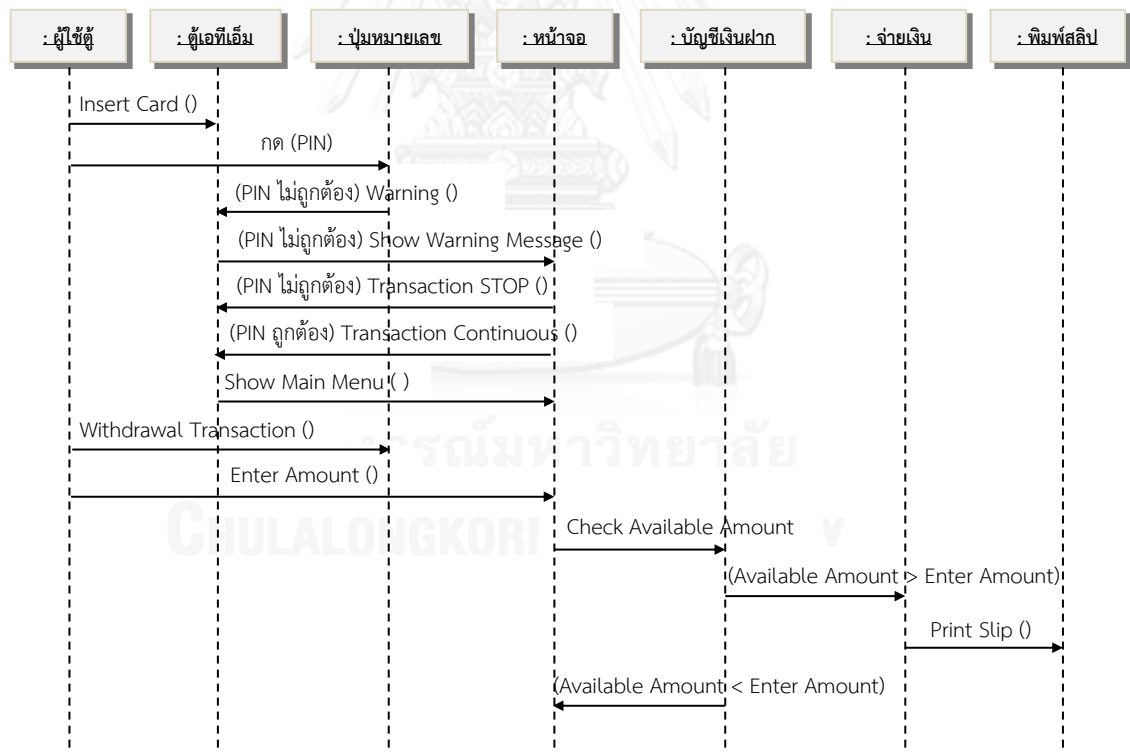 : ผู้ใช้ตู้ : ตู้เอทีเอ็ม : ปุ่มหมายเลข : หน้าจอ : บัญชีเงินฝาก : จ่ายเงิน : พิมพ์สลิป
Insert Card ()
กด (PIN)
(PIN ไม่ถูกต้อง) Warning ()
(PIN ไม่ถูกต้อง) Show Warning Message ()
(PIN ไม่ถูกต้อง) Transaction STOP ()
(PIN ถูกต้อง) Transaction Continuous ()
Show Main Menu ( )
Withdrawal Transaction ()
Enter Amount ()
Check Available Amount
(Available Amount > Enter Amount)
Print Slip ()
(Available Amount < Enter Amount)